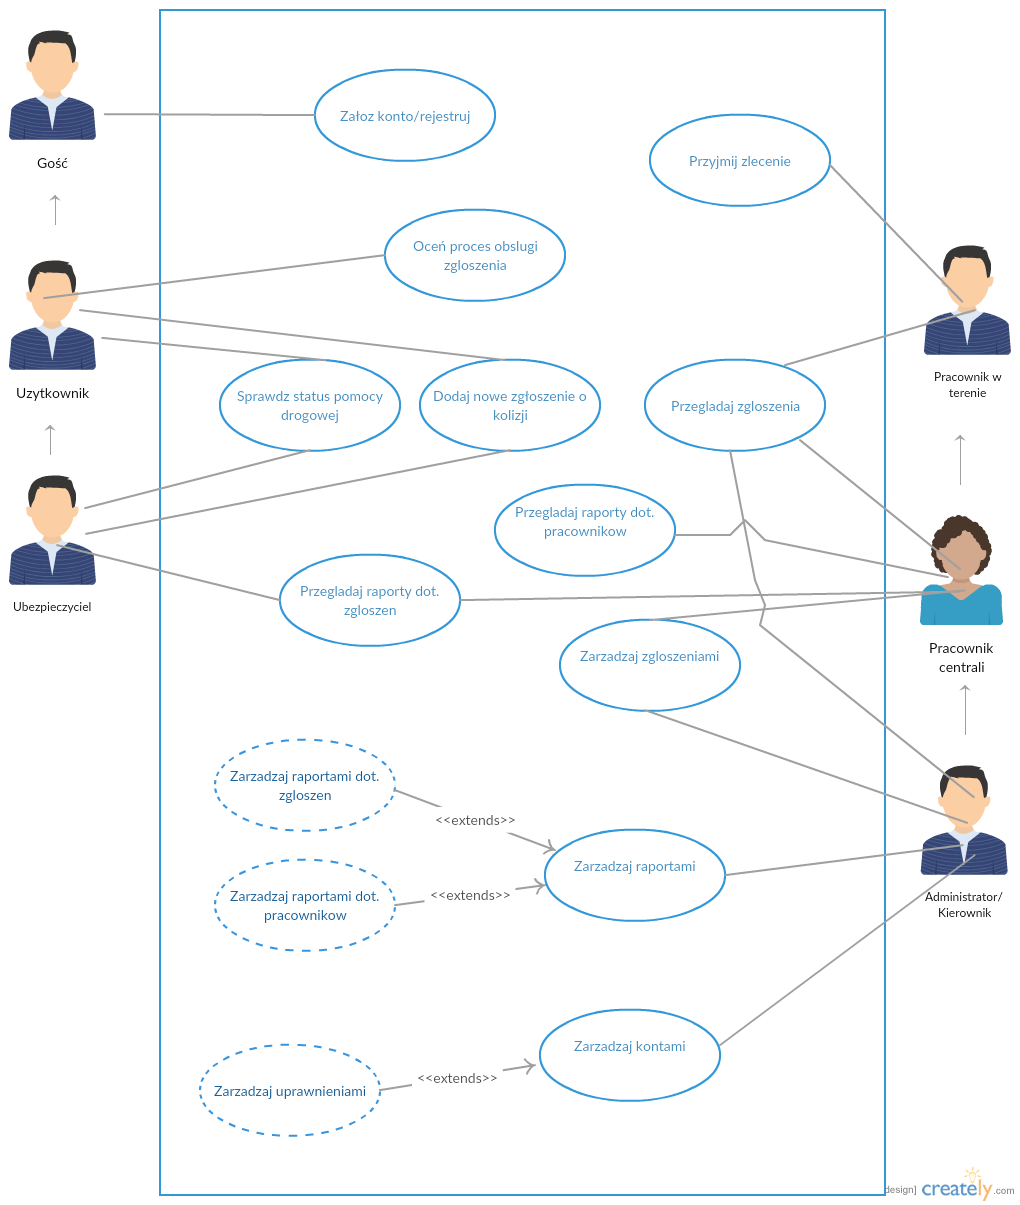 Załoz konto/rejestruj
Gość
Przyjmij zlecenie
Oceń proces obslugi
zgloszenia
Uzytkownik
Pracownik w
terenie
Sprawdz status pomocy
drogowej
Dodaj nowe zgłoszenie o
kolizji
Przegladaj zgloszenia
Przegladaj raporty dot.
pracownikow
Przegladaj raporty dot.
zgloszen
Ubezpieczyciel
Zarzadzaj zgloszeniami
Pracownik
centrali
Zarzadzaj raportami dot.
zgloszen
<<extends>>
Zarzadzaj raportami
Zarzadzaj raportami dot.
pracownikow
<<extends>>
Administrator/
Kierownik
Zarzadzaj kontami
<<extends>>
Zarzadzaj uprawnieniami
design] creately.com